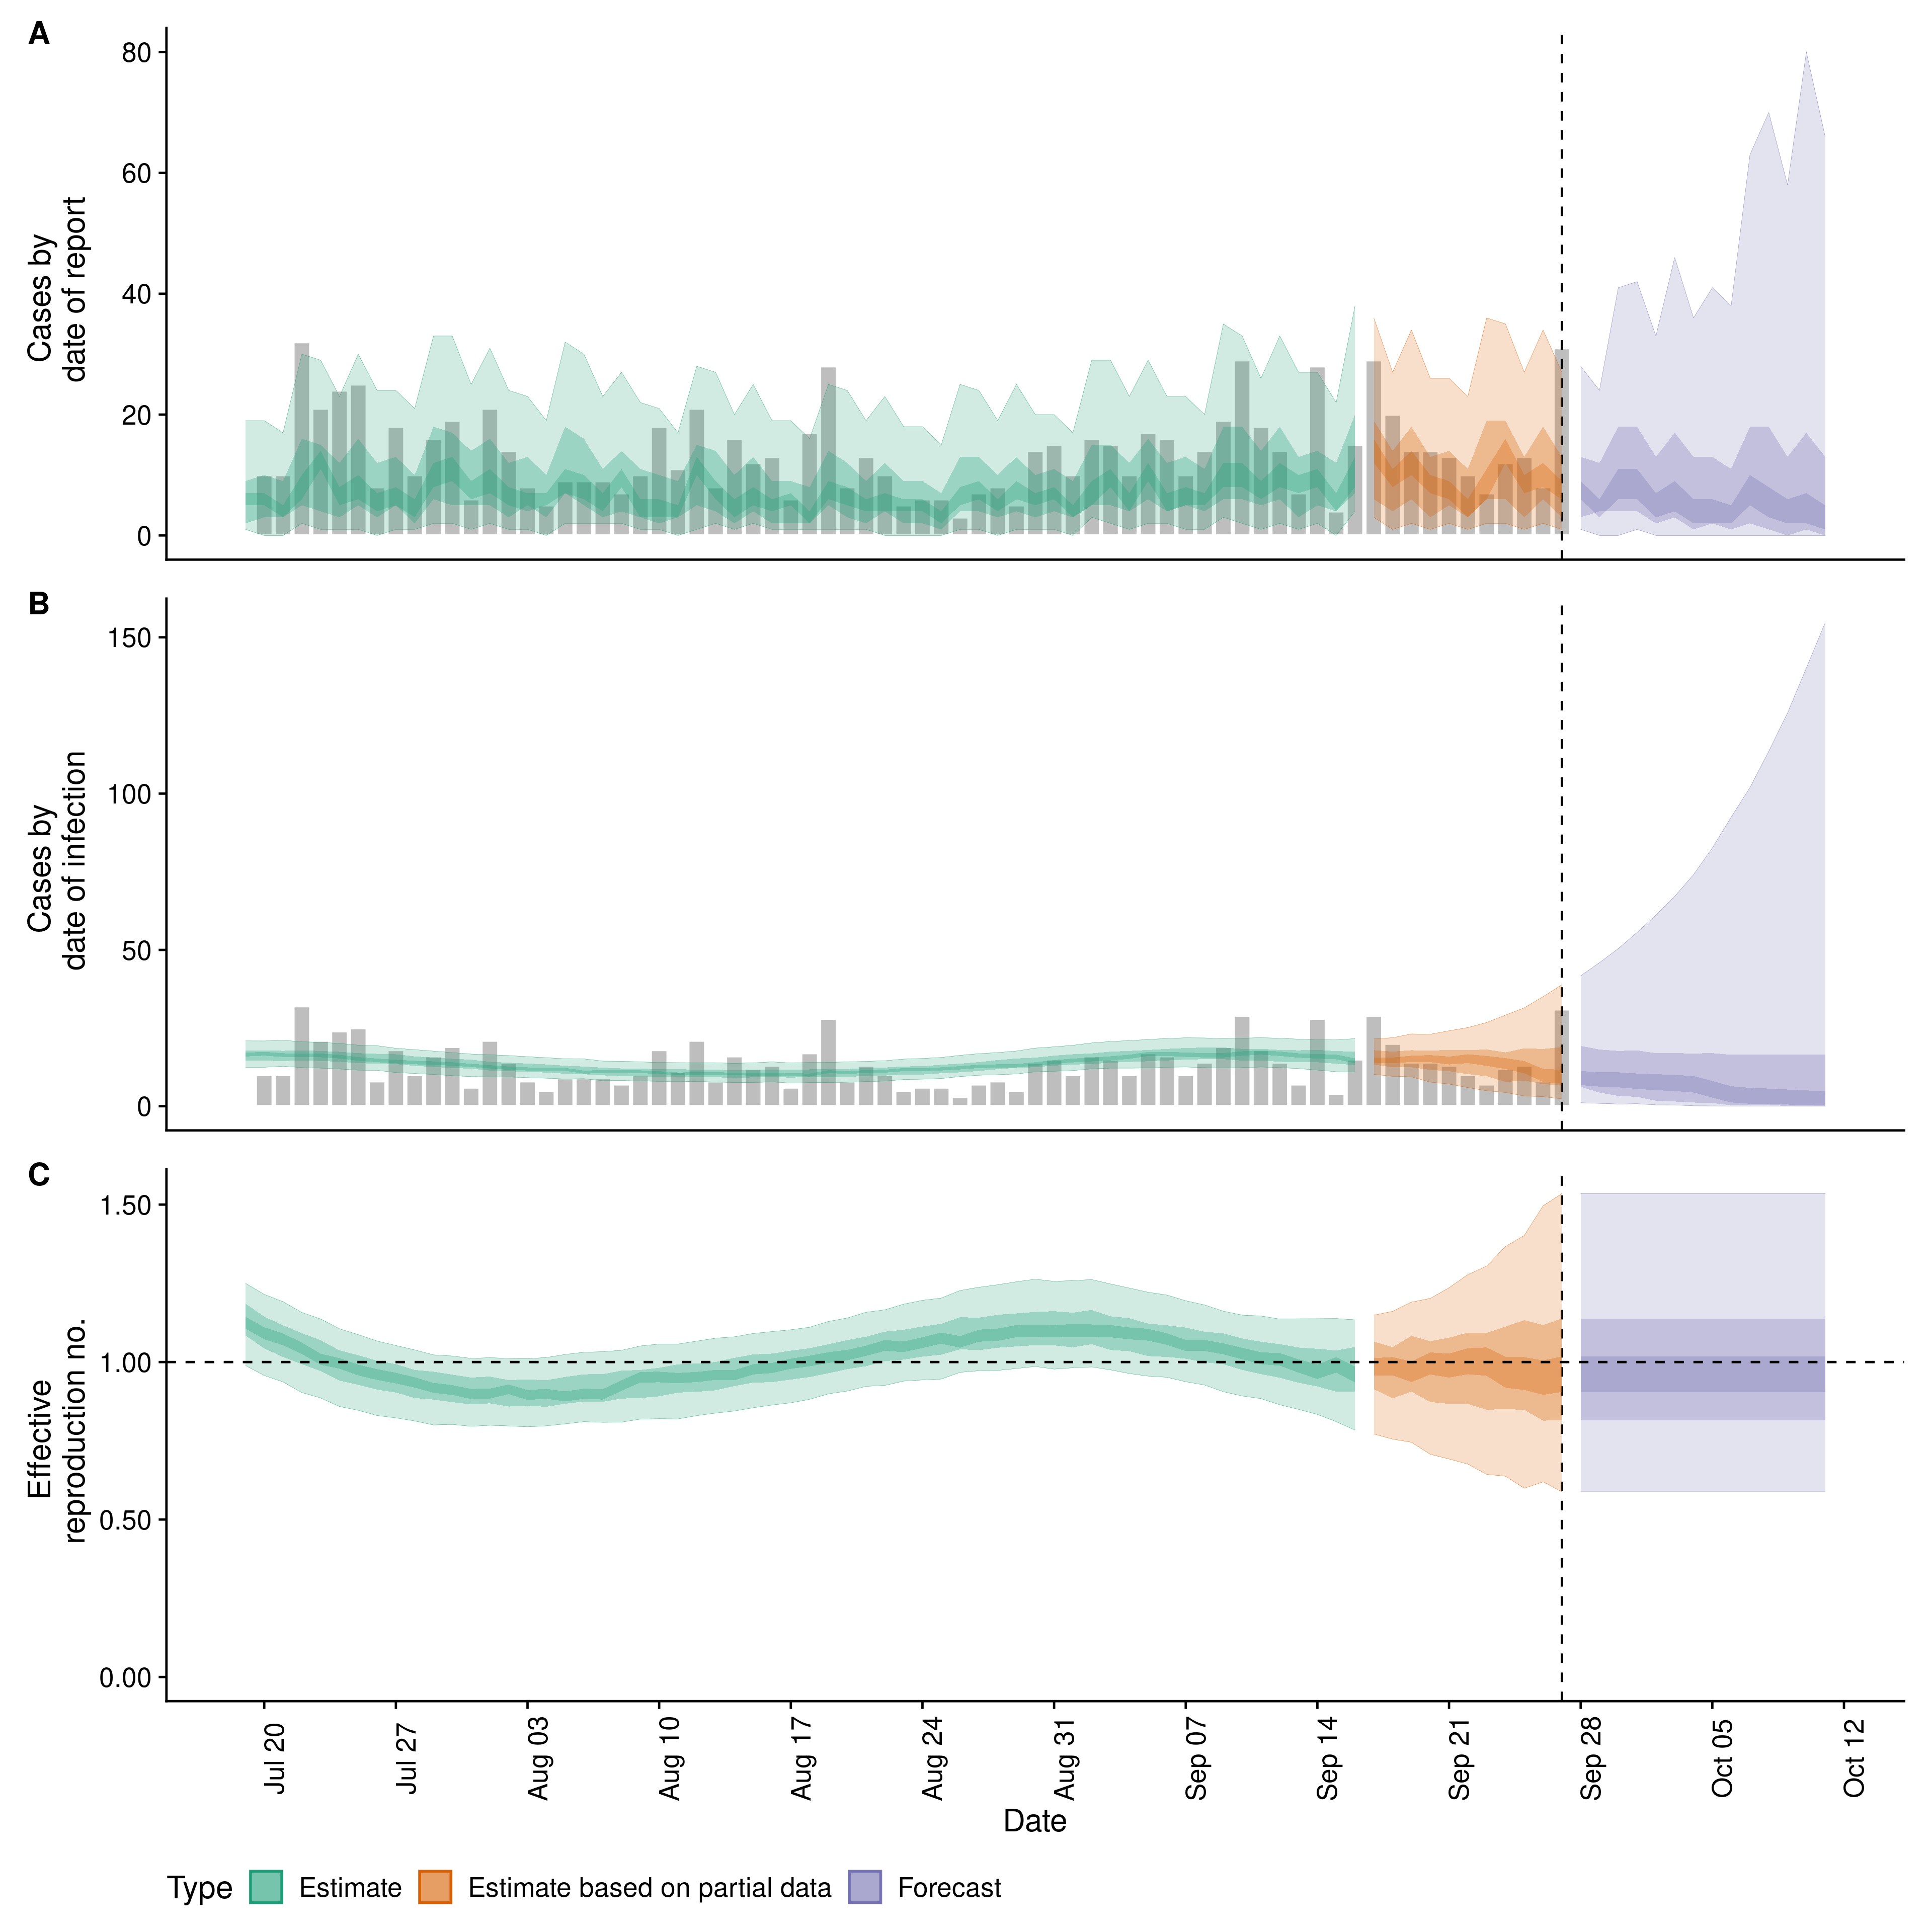 A
80
60
40
20
0
Cases by
date of report
B
150
100
50
0
Cases by
date of infection
C
1.50
1.00
0.50
0.00
Effective
reproduction no.
Jul 20
Jul 27
Aug 03
Aug 10
Aug 17
Aug 24
Aug 31
Sep 07
Sep 14
Sep 21
Sep 28
Oct 05
Oct 12
Date
Type Estimate Estimate based on partial data Forecast